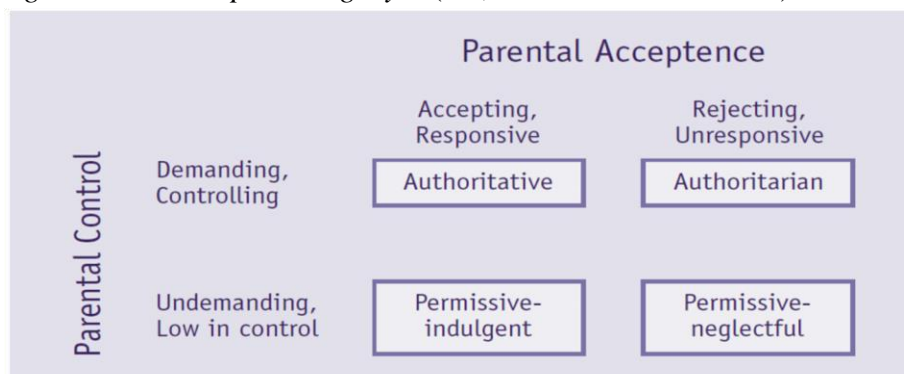 Parental Acceptence
Accepting,
Responsive
Rejecting,
Unresponsive
Parental Control
Demanding,
Controlling
Authoritative
Authoritarian
Undemanding,
Low in control
Permissive-
indulgent
Permissive-
neglectful